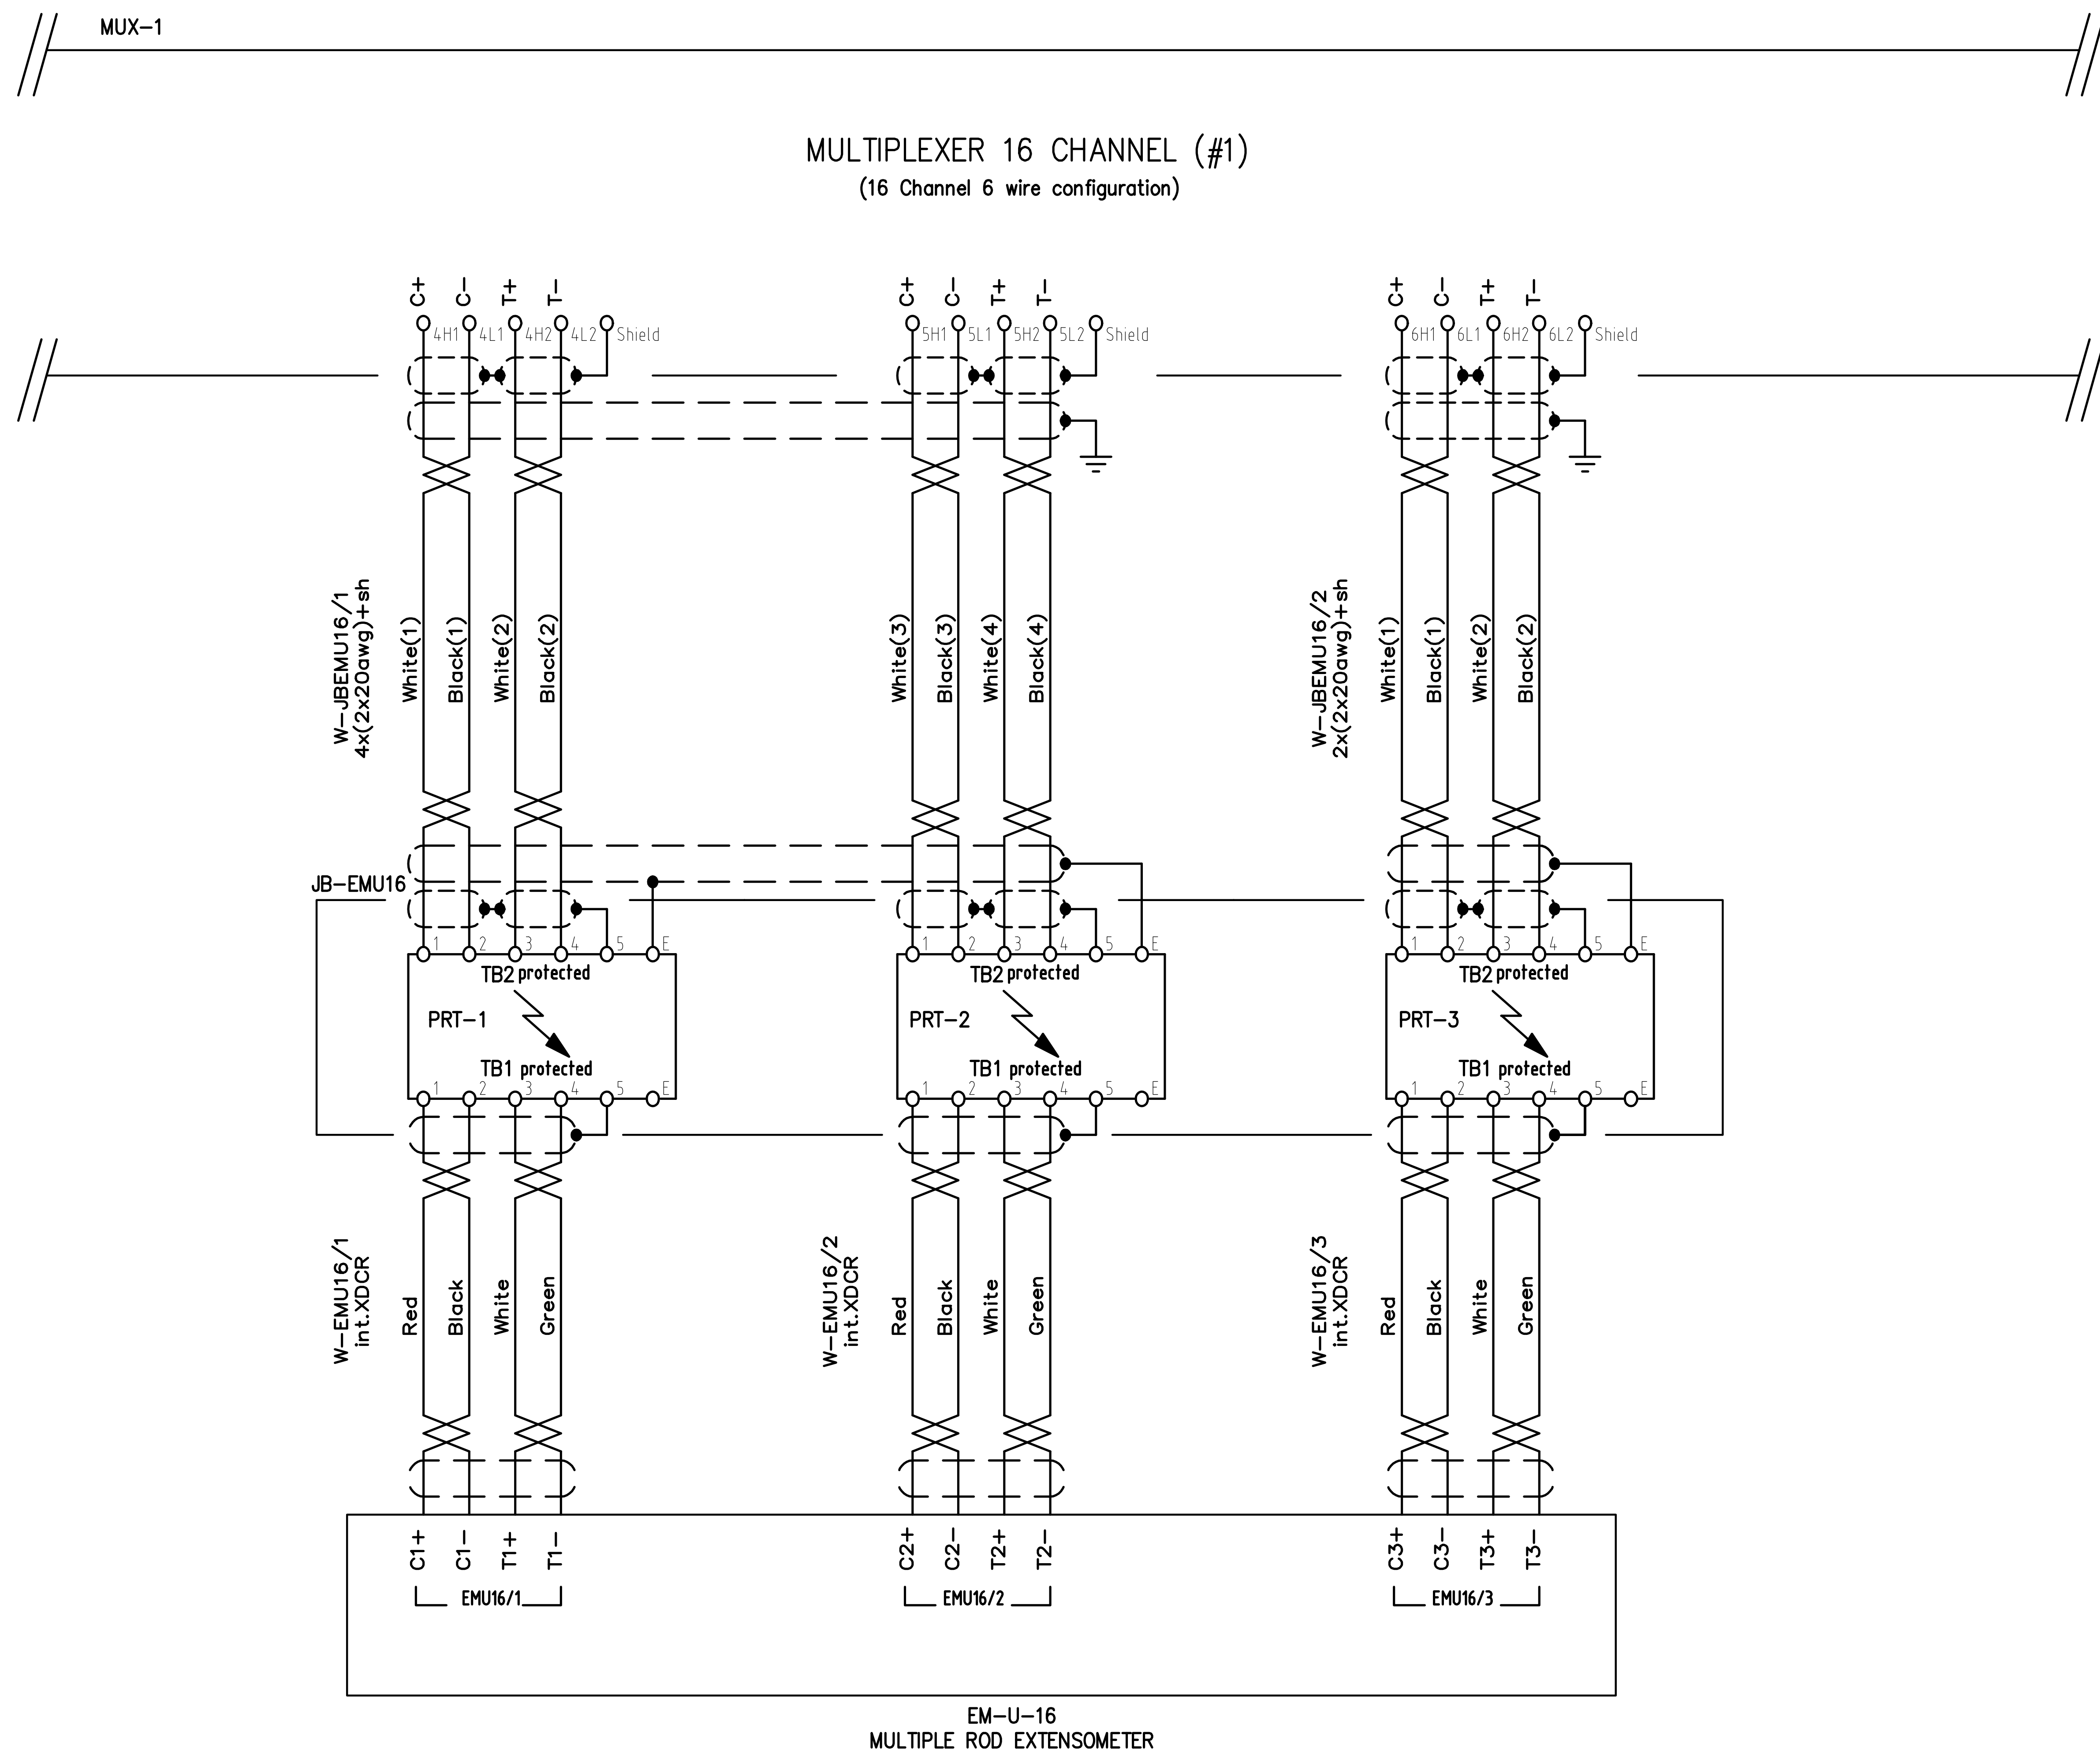 MUX-1
MULTIPLEXER 16 CHANNEL (#1)
(16 Channel 6 wire configuration)
C+ C- T+ T- C+ C- T+ T- C+ C- T+ T-
4H1 4L1 4H2 4L2 Shield 5H1 5L1 5H2 5L2 Shield 6H1 6L1 6H2 6L2 Shield
W-JBEMU16/1
4x(2x20awg)+sh
White(1)
Black(1)
White(2)
Black(2)
White(3)
Black(3)
White(4)
Black(4)
W-JBEMU16/2
2x(2x20awg)+sh
White(1)
Black(1)
White(2)
Black(2)
JB-EMU16
1 2 3 4 5 E 1 2 3 4 5 E 1 2 3 4 5 E
TB2 protected TB2 protected TB2 protected
PRT-1 PRT-2 PRT-3
TB1 protected TB1 protected TB1 protected
1 2 3 4 5 E 1 2 3 4 5 E 1 2 3 4 5 E
W-EMU16/1
int.XDCR
Red
Black
White
Green
W-EMU16/2
int.XDCR
Red
Black
White
Green
W-EMU16/3
int.XDCR
Red
Black
White
Green
C1+ C1- T1+ T1- C2+ C2- T2+ T2- C3+ C3- T3+ T3-
EMU16/1 EMU16/2 EMU16/3
EM-U-16
MULTIPLE ROD EXTENSOMETER